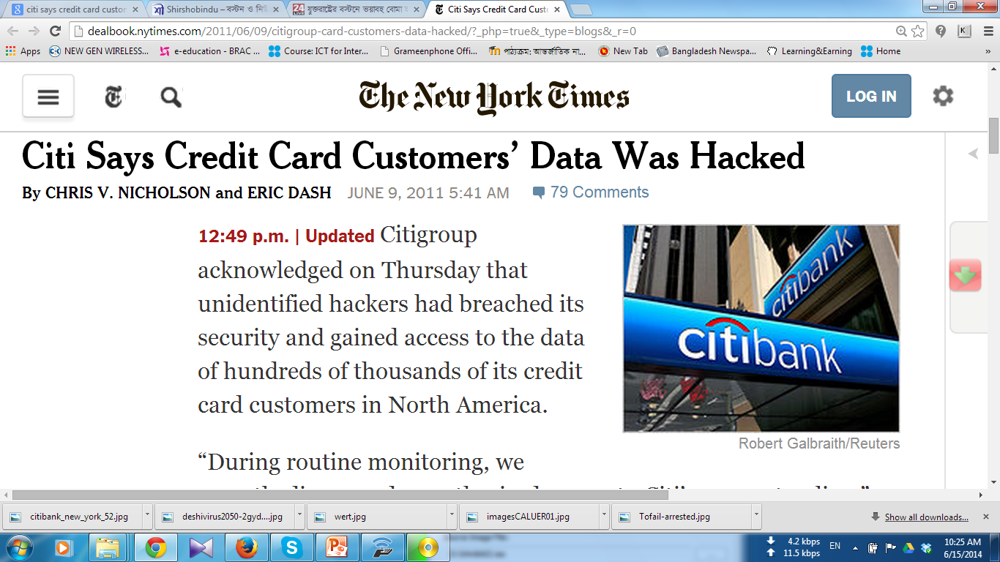 citi says credit card custor
Shirshobindu – বস্টন ও নিউ
যুক্তরাষ্ট্রের বস্টনে ভয়াবহ বোমা
Citi Says Credit Card Cust
dealbook.nytimes.com/2011/06/09/citigroup-card-customers-data-hacked/?_php=true&_type=blogs&_r=0
Apps NEW GEN WIRELESS... e-education - BRAC ... Course: ICT for Inter... Grameenphone Offi... পাঠ্যক্রম: আন্তর্জাতিক না... New Tab Bangladesh Newspa... Learning&Earning Home »
The New York Times LOG IN
Citi Says Credit Card Customers’ Data Was Hacked
By CHRIS V. NICHOLSON and ERIC DASH JUNE 9, 2011 5:41 AM 79 Comments
12:49 p.m. | Updated Citigroup
acknowledged on Thursday that
unidentified hackers had breached its
security and gained access to the data
of hundreds of thousands of its credit
card customers in North America.
citibank
citibank
Robert Galbraith/Reuters
“During routine monitoring, we
citibank_new_york_52.jpg deshivirus2050-2gyd....jpg wert.jpg imagesCALUER01.jpg Tofail-arrested.jpg Show all downloads...
4.2 kbps
11.5 kbps
EN
10:25 AM
6/15/2014